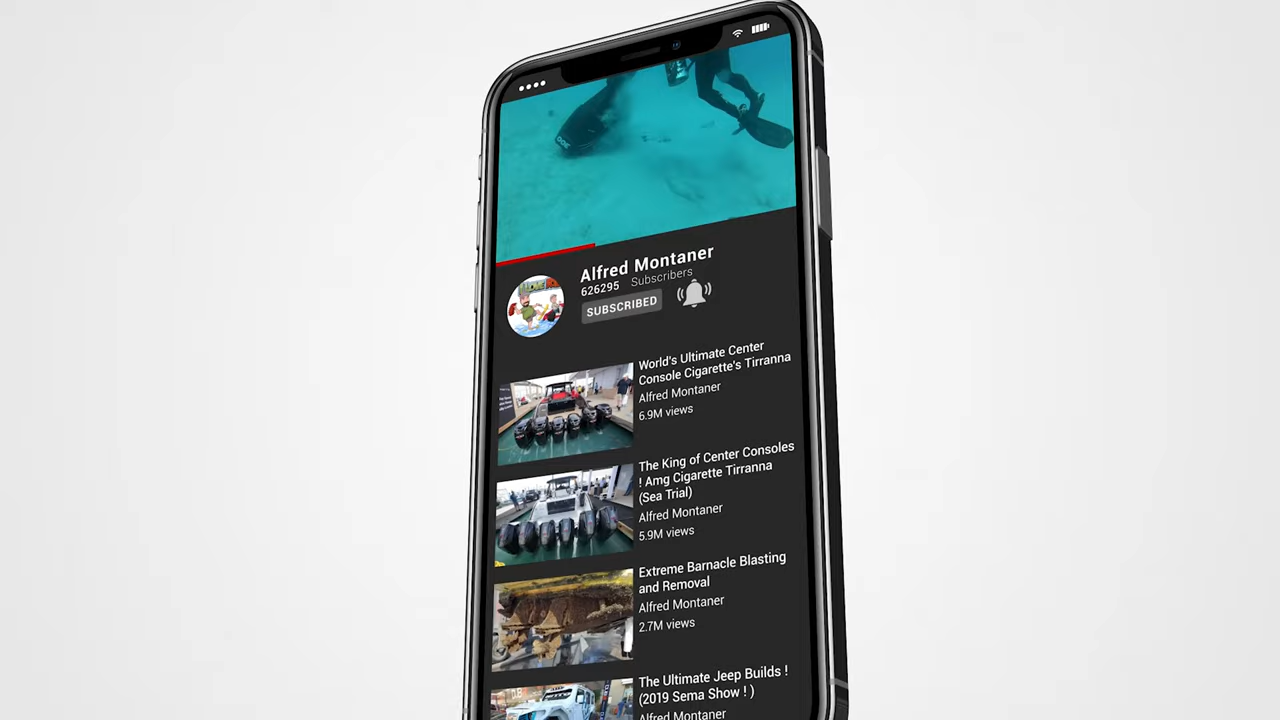 Alfred Montaner
626295 Subscribers
SUBSCRIBED
World's Ultimate Center
Console Cigarette's Tirranna
Alfred Montaner
6.9M views
The King of Center Consoles
! Amg Cigarette Tirranna
(Sea Trial)
Alfred Montaner
5.9M views
Extreme Barnacle Blasting
and Removal
Alfred Montaner
2.7M views
The Ultimate Jeep Builds !
(2019 Sema Show ! )
Alfred Montaner